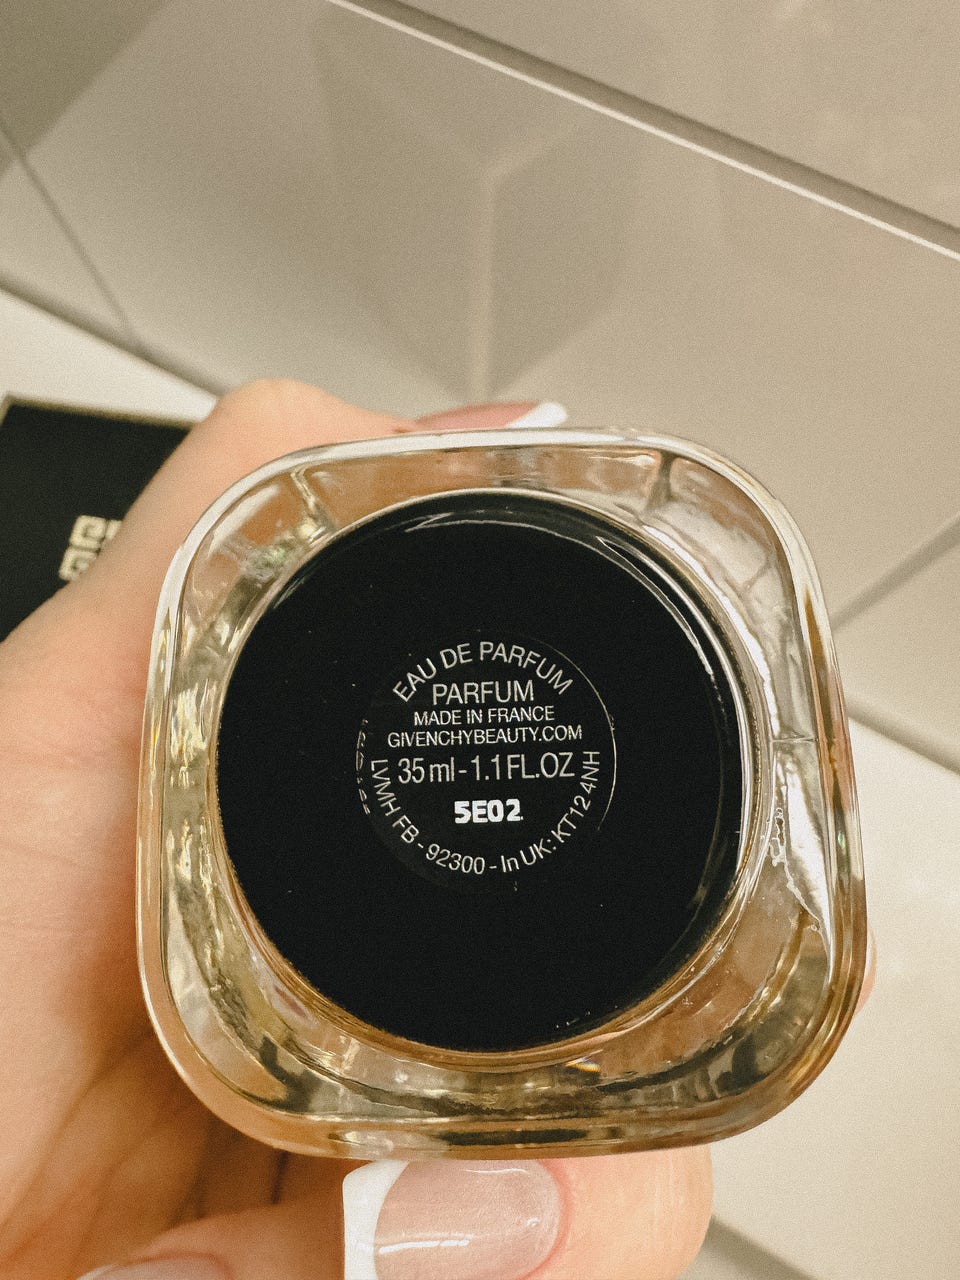 EAU DE PARFUM
PARFUM
MADE IN FRANCE
GIVENCHYBEAUTY.COM
35 ml - 1.1 FL.OZ
5E02
LVMH FB - 92300 - In UK: KT12 4NH